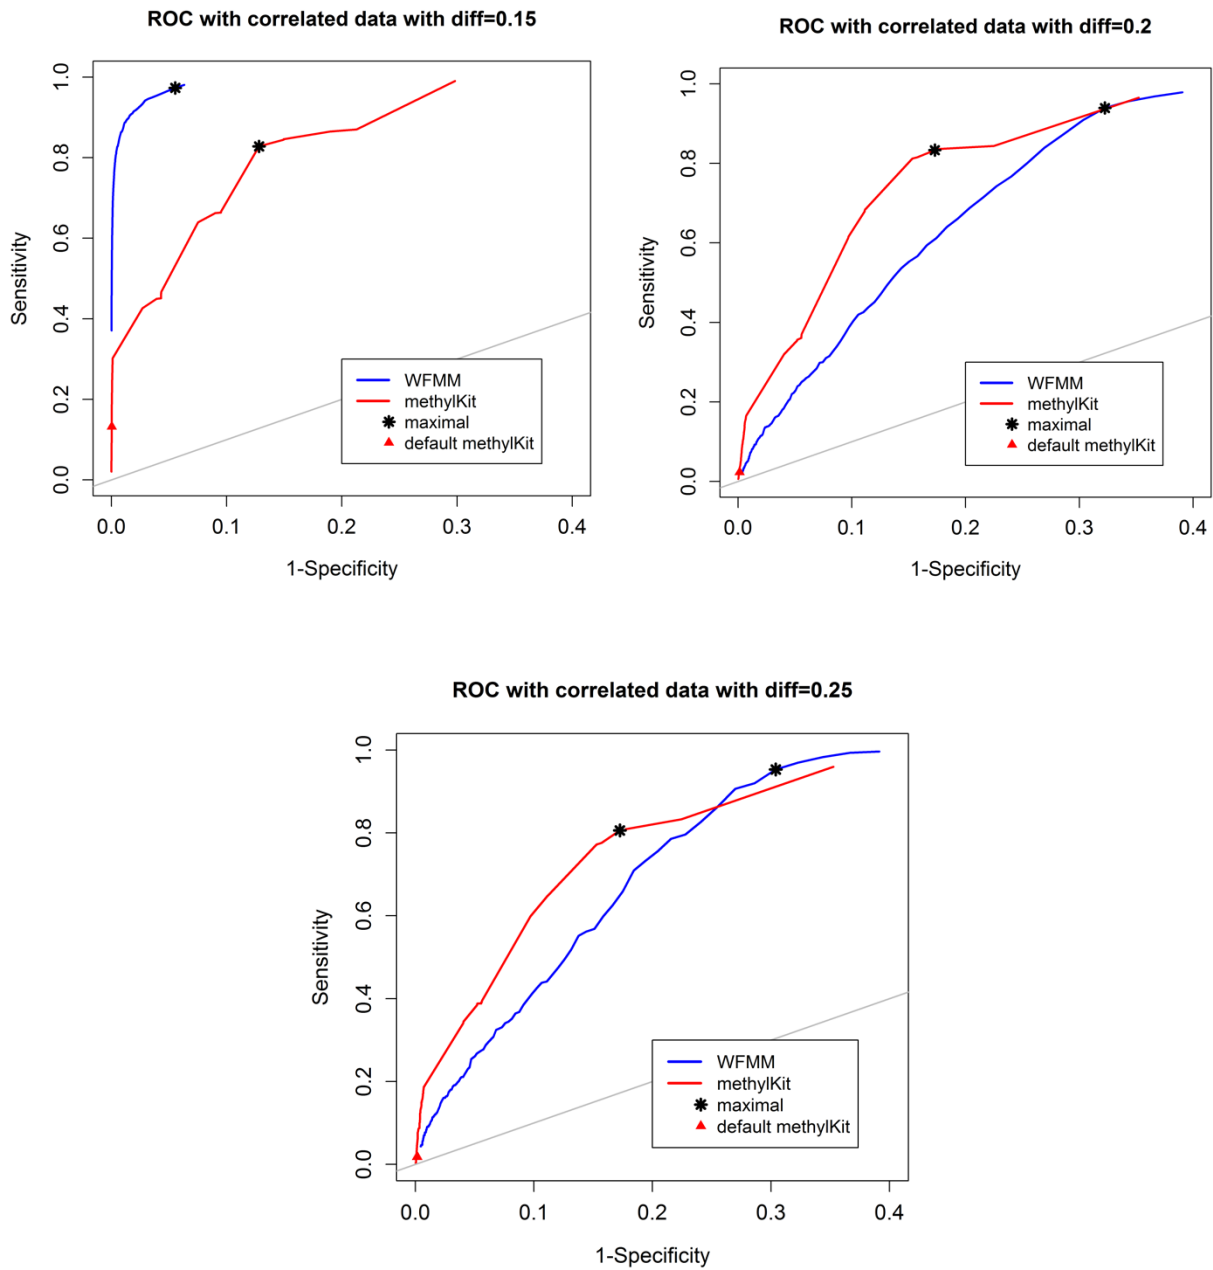 ROC with correlated data with diff=0.15
Sensitivity
1.0
0.8
0.6
0.4
0.2
0.0
WFMM
methylKit
maximal
default methylKit
0.0 0.1 0.2 0.3 0.4
1-Specificity
ROC with correlated data with diff=0.2
Sensitivity
1.0
0.8
0.6
0.4
0.2
0.0
WFMM
methylKit
maximal
default methylKit
0.0 0.1 0.2 0.3 0.4
1-Specificity
ROC with correlated data with diff=0.25
Sensitivity
1.0
0.8
0.6
0.4
0.2
0.0
WFMM
methylKit
maximal
default methylKit
0.0 0.1 0.2 0.3 0.4
1-Specificity